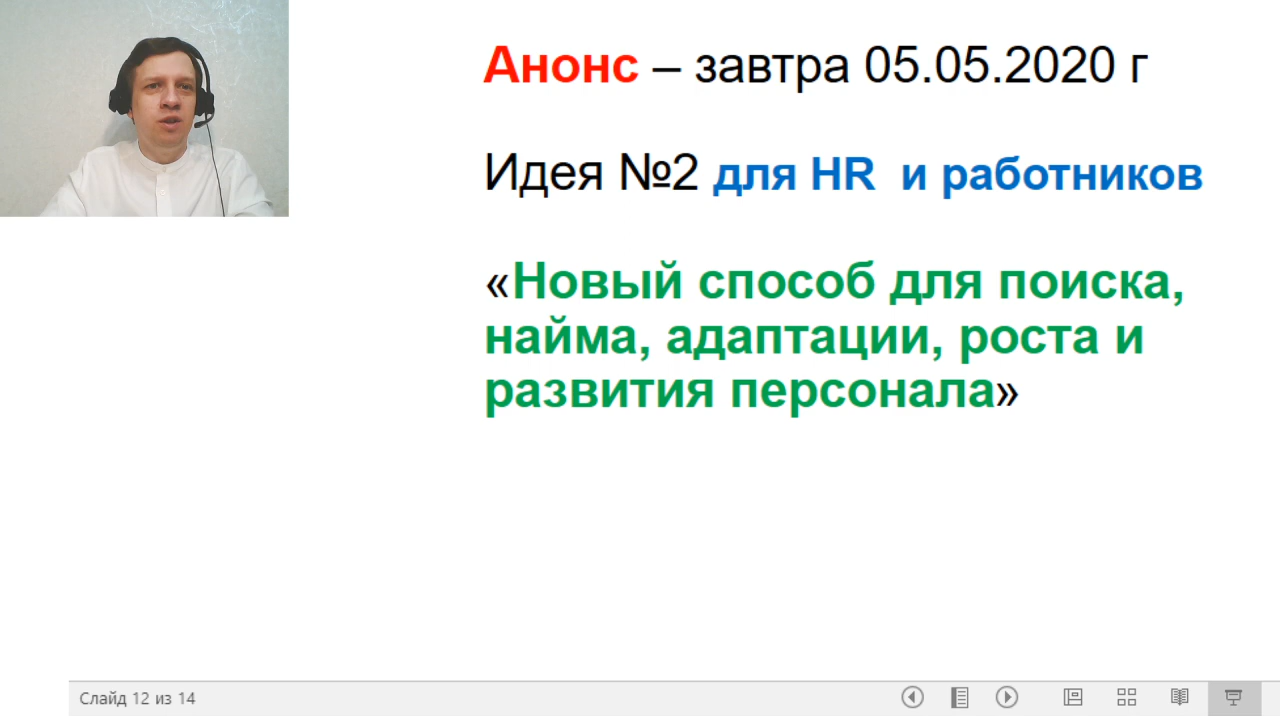 Анонс – завтра 05.05.2020 г
Идея №2 для HR и работников
«Новый способ для поиска,
найма, адаптации, роста и
развития персонала»
Слайд 12 из 14